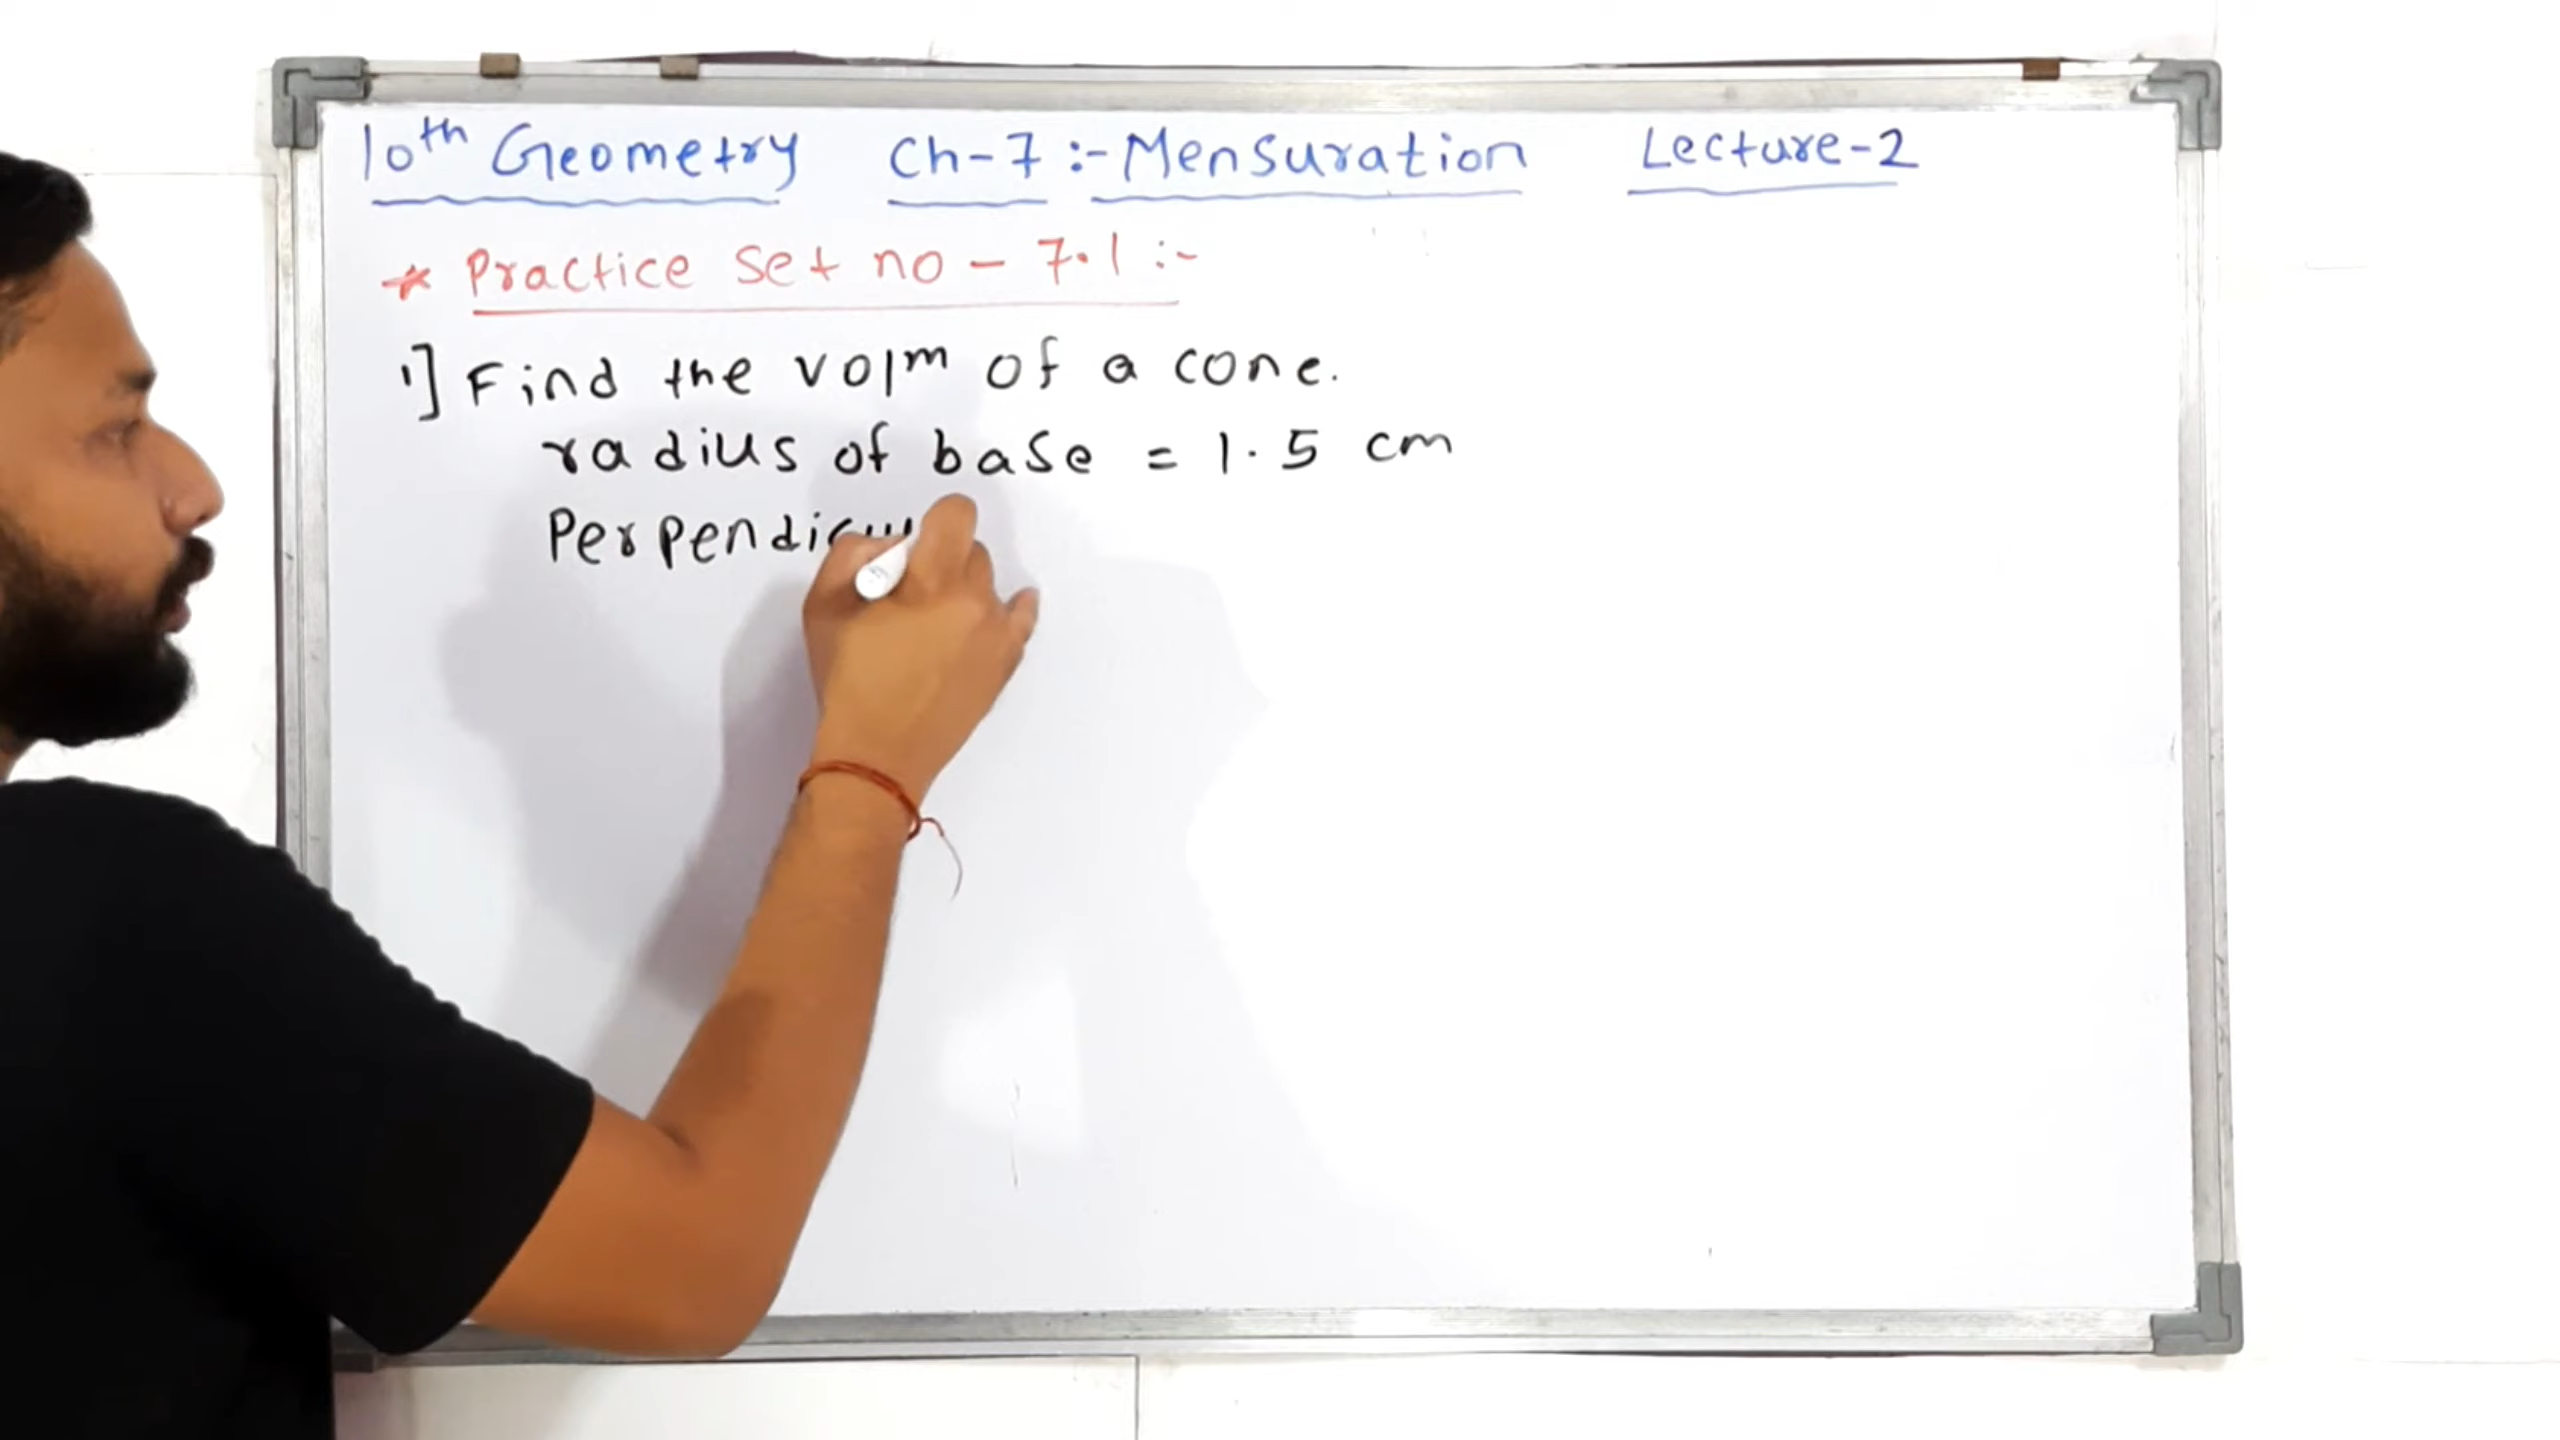 10th Geometry Ch-7 :- Mensuration Lecture-2
* Practice Set no - 7.1 :-
1] Find the volm of a cone.
radius of base = 1.5 cm
Perpendicu